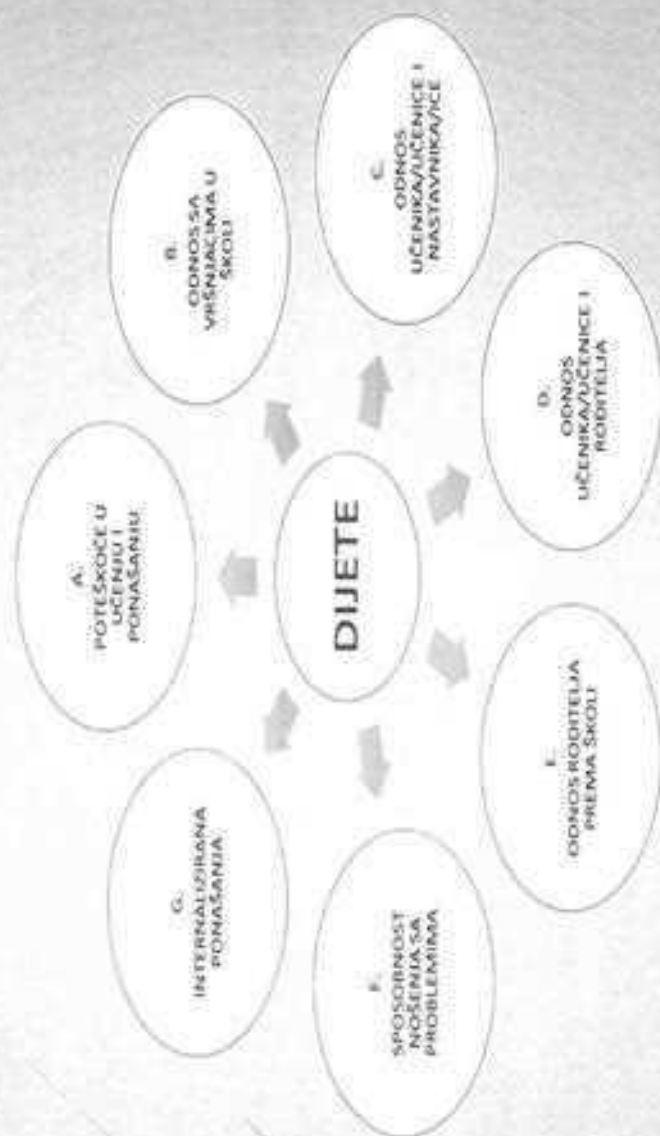 DIJETE
A.
POTEŠKOĆE U
UČENJU I
PONAŠANJU
B.
ODNOS SA
VRŠNJACIMA U
ŠKOLI
C.
ODNOS
UČENIKA/UČENICE I
NASTAVNIKA/ICE
D.
ODNOS
UČENIKA/UČENICE I
RODITELJA
E.
ODNOS RODITELJA
PREMA ŠKOLI
F.
SPOSOBNOST
NOŠENJA SA
PROBLEMIMA
G.
INTERNALIZIRANA
PONAŠANJA